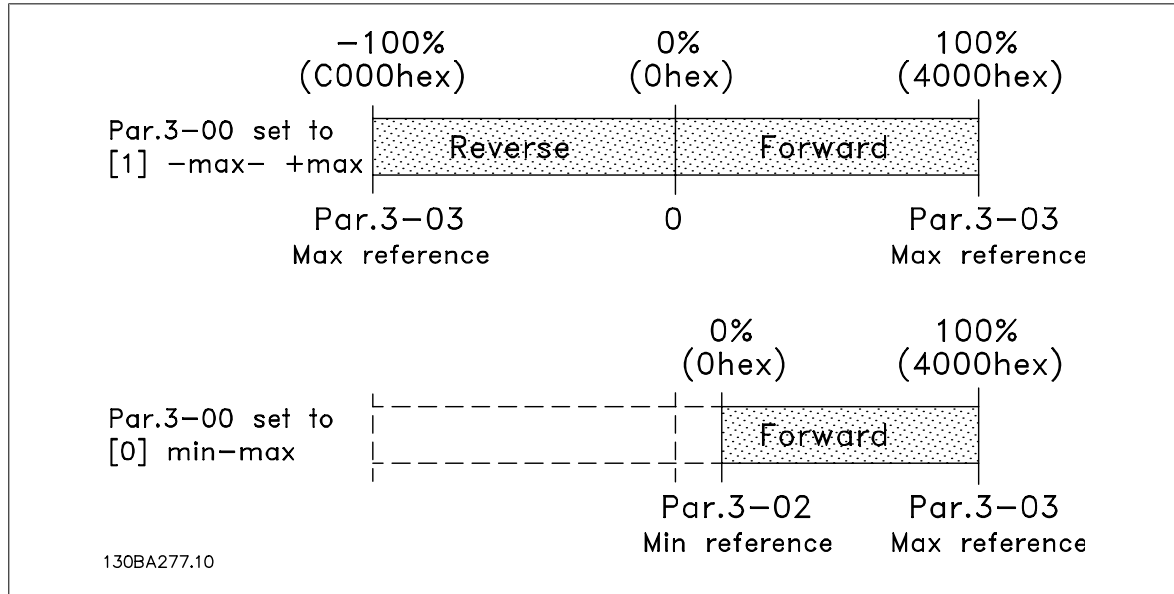 -100% 0% 100%
(C000hex) (0hex) (4000hex)
Par.3-00 set to
[1] -max- +max
Reverse Forward
Par.3-03 0 Par.3-03
Max reference Max reference
0% 100%
(0hex) (4000hex)
Par.3-00 set to
[0] min-max
Forward
Par.3-02 Par.3-03
Min reference Max reference
130BA277.10